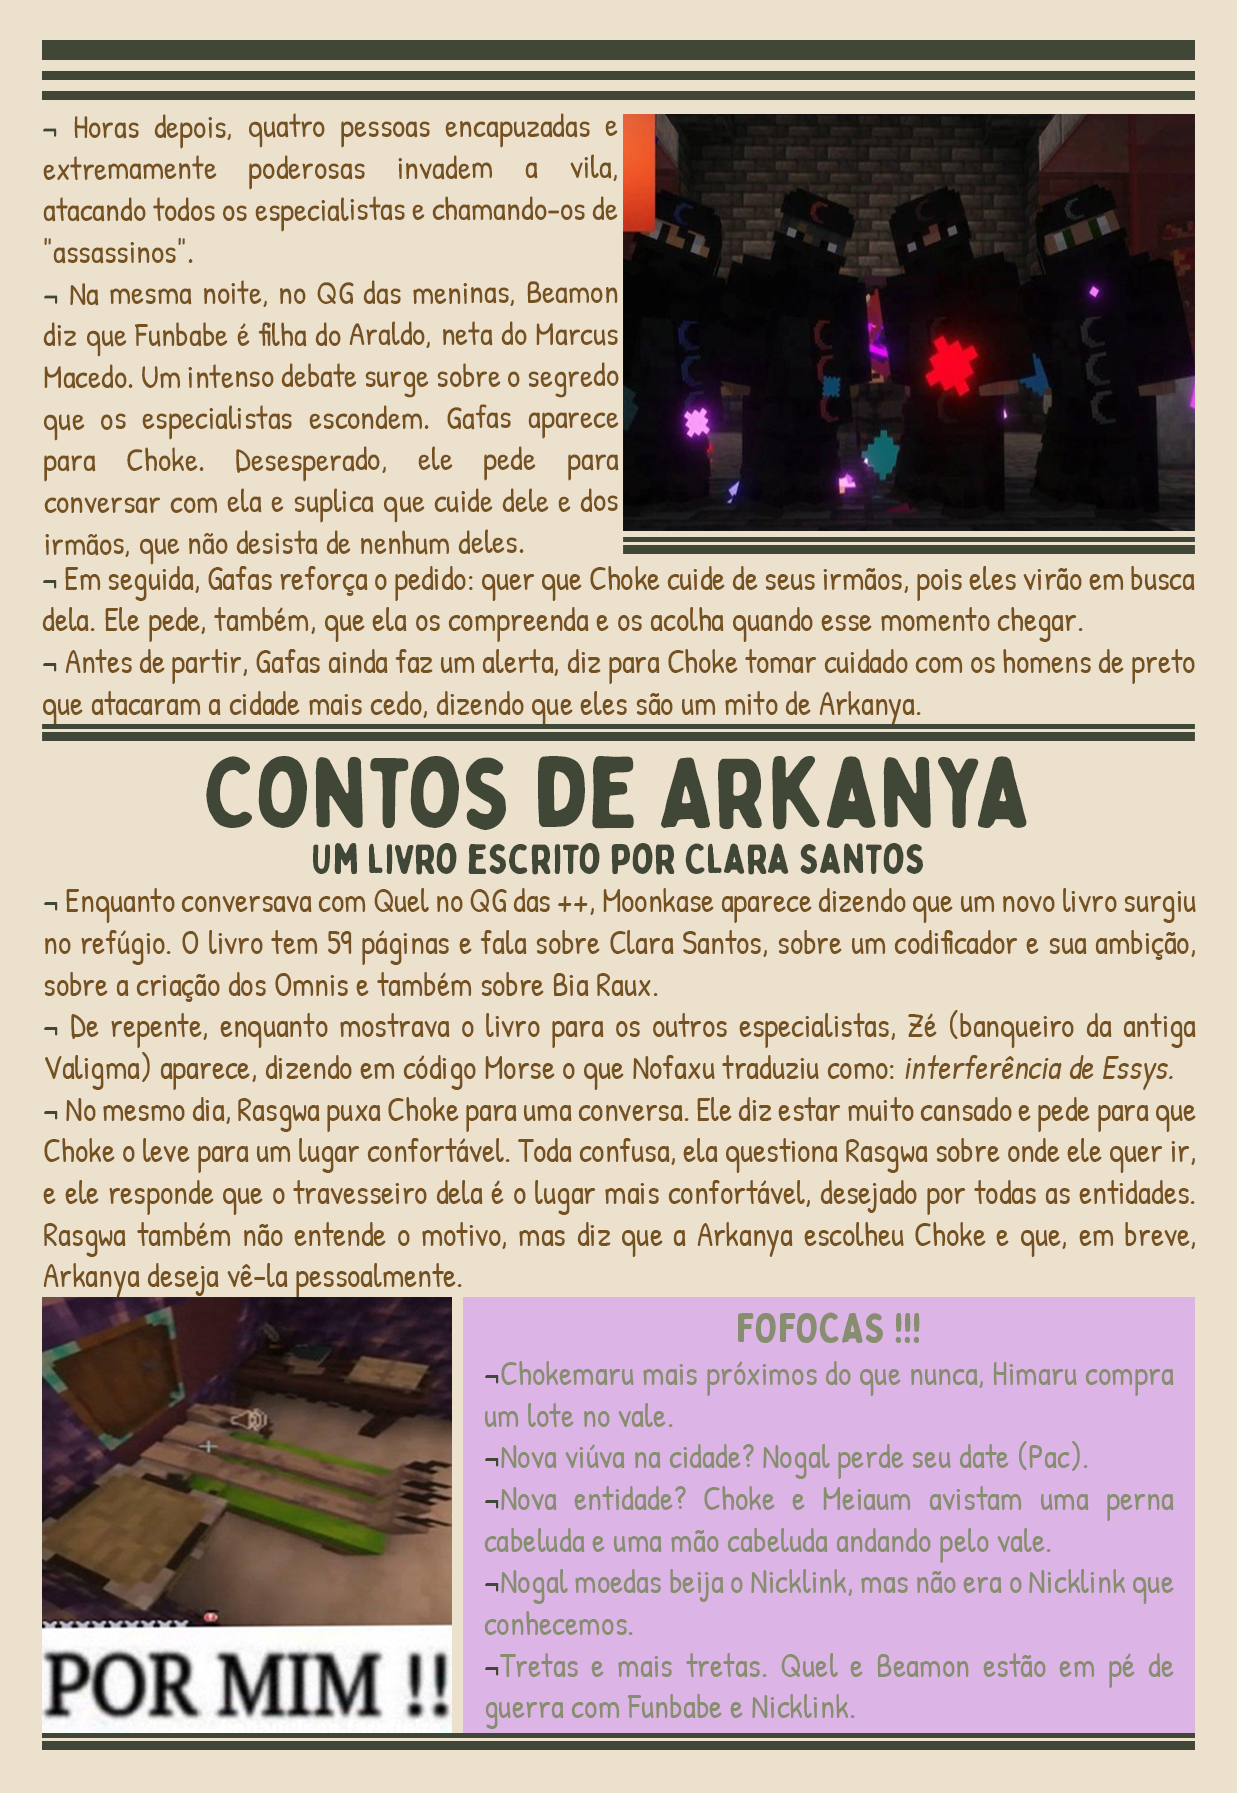 ¬ Horas depois, quatro pessoas encapuzadas e
extremamente poderosas invadem a vila,
atacando todos os especialistas e chamando-os de
"assassinos".
¬ Na mesma noite, no QG das meninas, Beamon
diz que Funbabe é filha do Araldo, neta do Marcus
Macedo. Um intenso debate surge sobre o segredo
que os especialistas escondem. Gafas aparece
para Choke. Desesperado, ele pede para
conversar com ela e suplica que cuide dele e dos
irmãos, que não desista de nenhum deles.
¬ Em seguida, Gafas reforça o pedido: quer que Choke cuide de seus irmãos, pois eles virão em busca
dela. Ele pede, também, que ela os compreenda e os acolha quando esse momento chegar.
¬ Antes de partir, Gafas ainda faz um alerta, diz para Choke tomar cuidado com os homens de preto
que atacaram a cidade mais cedo, dizendo que eles são um mito de Arkanya.
CONTOS DE ARKANYA
UM LIVRO ESCRITO POR CLARA SANTOS
¬ Enquanto conversava com Quel no QG das ++, Moonkase aparece dizendo que um novo livro surgiu
no refúgio. O livro tem 59 páginas e fala sobre Clara Santos, sobre um codificador e sua ambição,
sobre a criação dos Omnis e também sobre Bia Raux.
¬ De repente, enquanto mostrava o livro para os outros especialistas, Zé (banqueiro da antiga
Valigma) aparece, dizendo em código Morse o que Nofaxu traduziu como: interferência de Essys.
¬ No mesmo dia, Rasgwa puxa Choke para uma conversa. Ele diz estar muito cansado e pede para que
Choke o leve para um lugar confortável. Toda confusa, ela questiona Rasgwa sobre onde ele quer ir,
e ele responde que o travesseiro dela é o lugar mais confortável, desejado por todas as entidades.
Rasgwa também não entende o motivo, mas diz que a Arkanya escolheu Choke e que, em breve,
Arkanya deseja vê-la pessoalmente.
POR MIM !!
FOFOCAS !!!
¬Chokemaru mais próximos do que nunca, Himaru compra
um lote no vale.
¬Nova viúva na cidade? Nogal perde seu date (Pac).
¬Nova entidade? Choke e Meiaum avistam uma perna
cabeluda e uma mão cabeluda andando pelo vale.
¬Nogal moedas beija o Nicklink, mas não era o Nicklink que
conhecemos.
¬Tretas e mais tretas. Quel e Beamon estão em pé de
guerra com Funbabe e Nicklink.